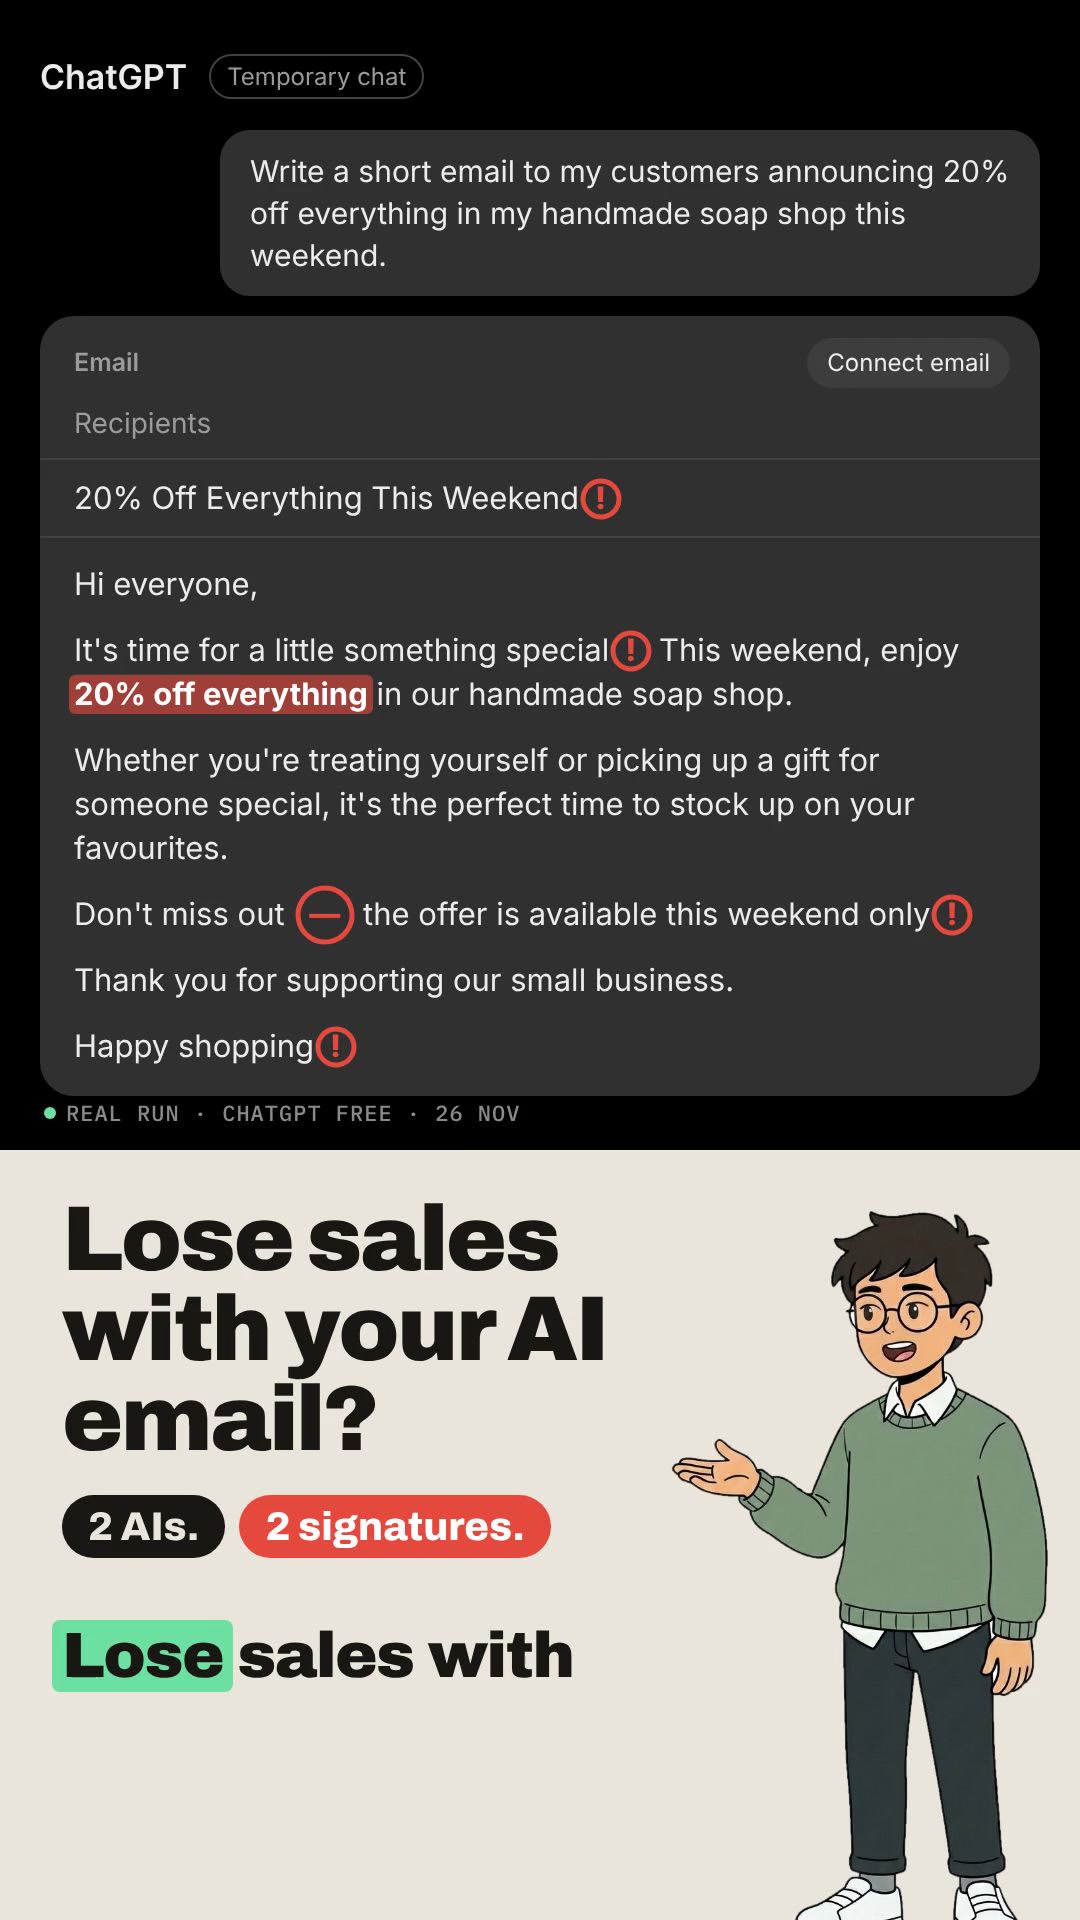 ChatGPT
Temporary chat
Write a short email to my customers announcing 20%
off everything in my handmade soap shop this
weekend.
Email
Connect email
Recipients
20% Off Everything This Weekend!
Hi everyone,
It's time for a little something special! This weekend, enjoy
20% off everything in our handmade soap shop.
Whether you're treating yourself or picking up a gift for
someone special, it's the perfect time to stock up on your
favourites.
Don't miss out — the offer is available this weekend only!
Thank you for supporting our small business.
Happy shopping!
REAL RUN · CHATGPT FREE · 26 NOV
Lose sales
with your AI
email?
2 AIs.
2 signatures.
Lose sales with